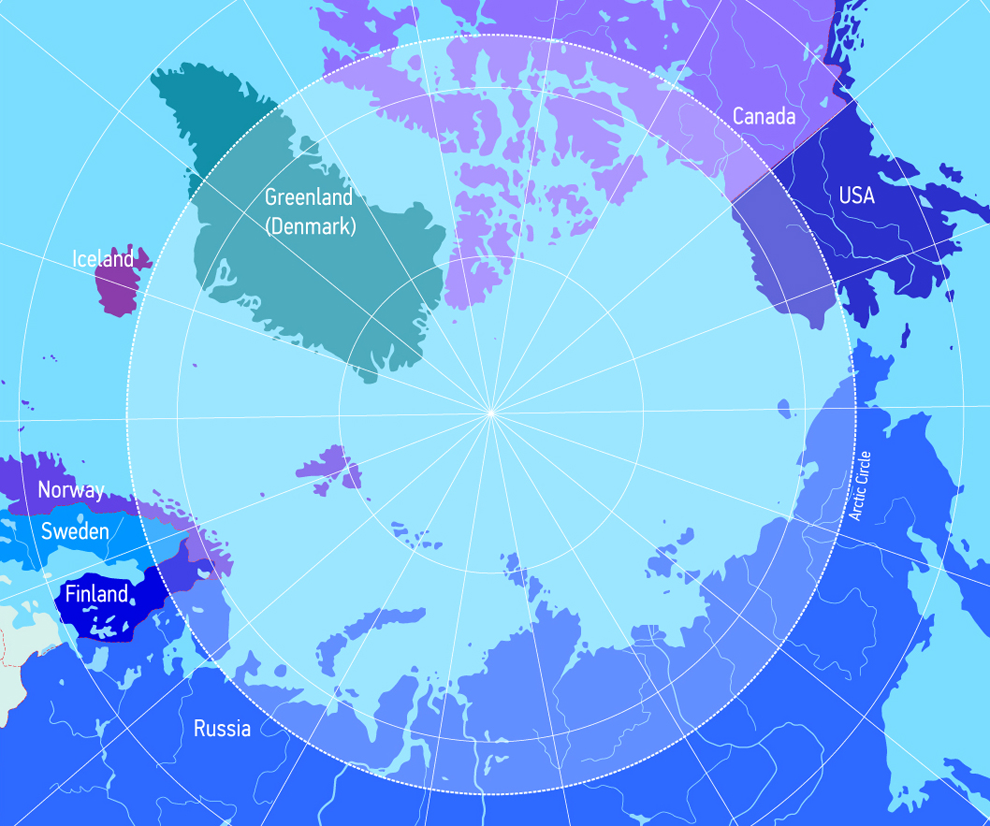 Canada
USA
Greenland
(Denmark)
Iceland
Arctic Circle
Norway
Sweden
Finland
Russia